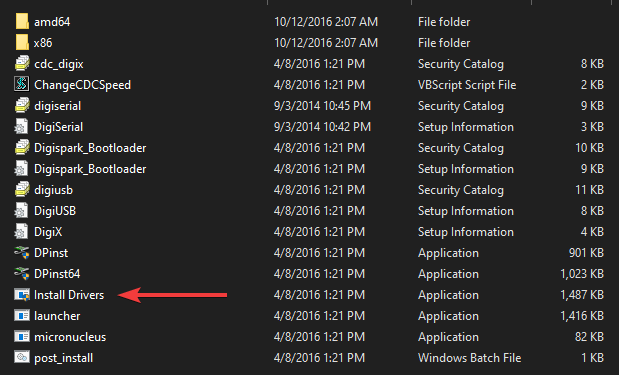 amd64 10/12/2016 2:07 AM File folder
x86 10/12/2016 2:07 AM File folder
cdc_digix 4/8/2016 1:21 PM Security Catalog 8 KB
ChangeCDCSpeed 4/8/2016 1:21 PM VBScript Script File 2 KB
digiserial 9/3/2014 10:45 PM Security Catalog 9 KB
DigiSerial 9/3/2014 10:42 PM Setup Information 3 KB
Digispark_Bootloader 4/8/2016 1:21 PM Security Catalog 10 KB
Digispark_Bootloader 4/8/2016 1:21 PM Setup Information 9 KB
digiusb 4/8/2016 1:21 PM Security Catalog 11 KB
DigiUSB 4/8/2016 1:21 PM Setup Information 8 KB
DigiX 4/8/2016 1:21 PM Setup Information 4 KB
DPinst 4/8/2016 1:21 PM Application 901 KB
DPinst64 4/8/2016 1:21 PM Application 1,023 KB
Install Drivers 4/8/2016 1:21 PM Application 1,487 KB
launcher 4/8/2016 1:21 PM Application 1,416 KB
micronucleus 4/8/2016 1:21 PM Application 82 KB
post_install 4/8/2016 1:21 PM Windows Batch File 1 KB